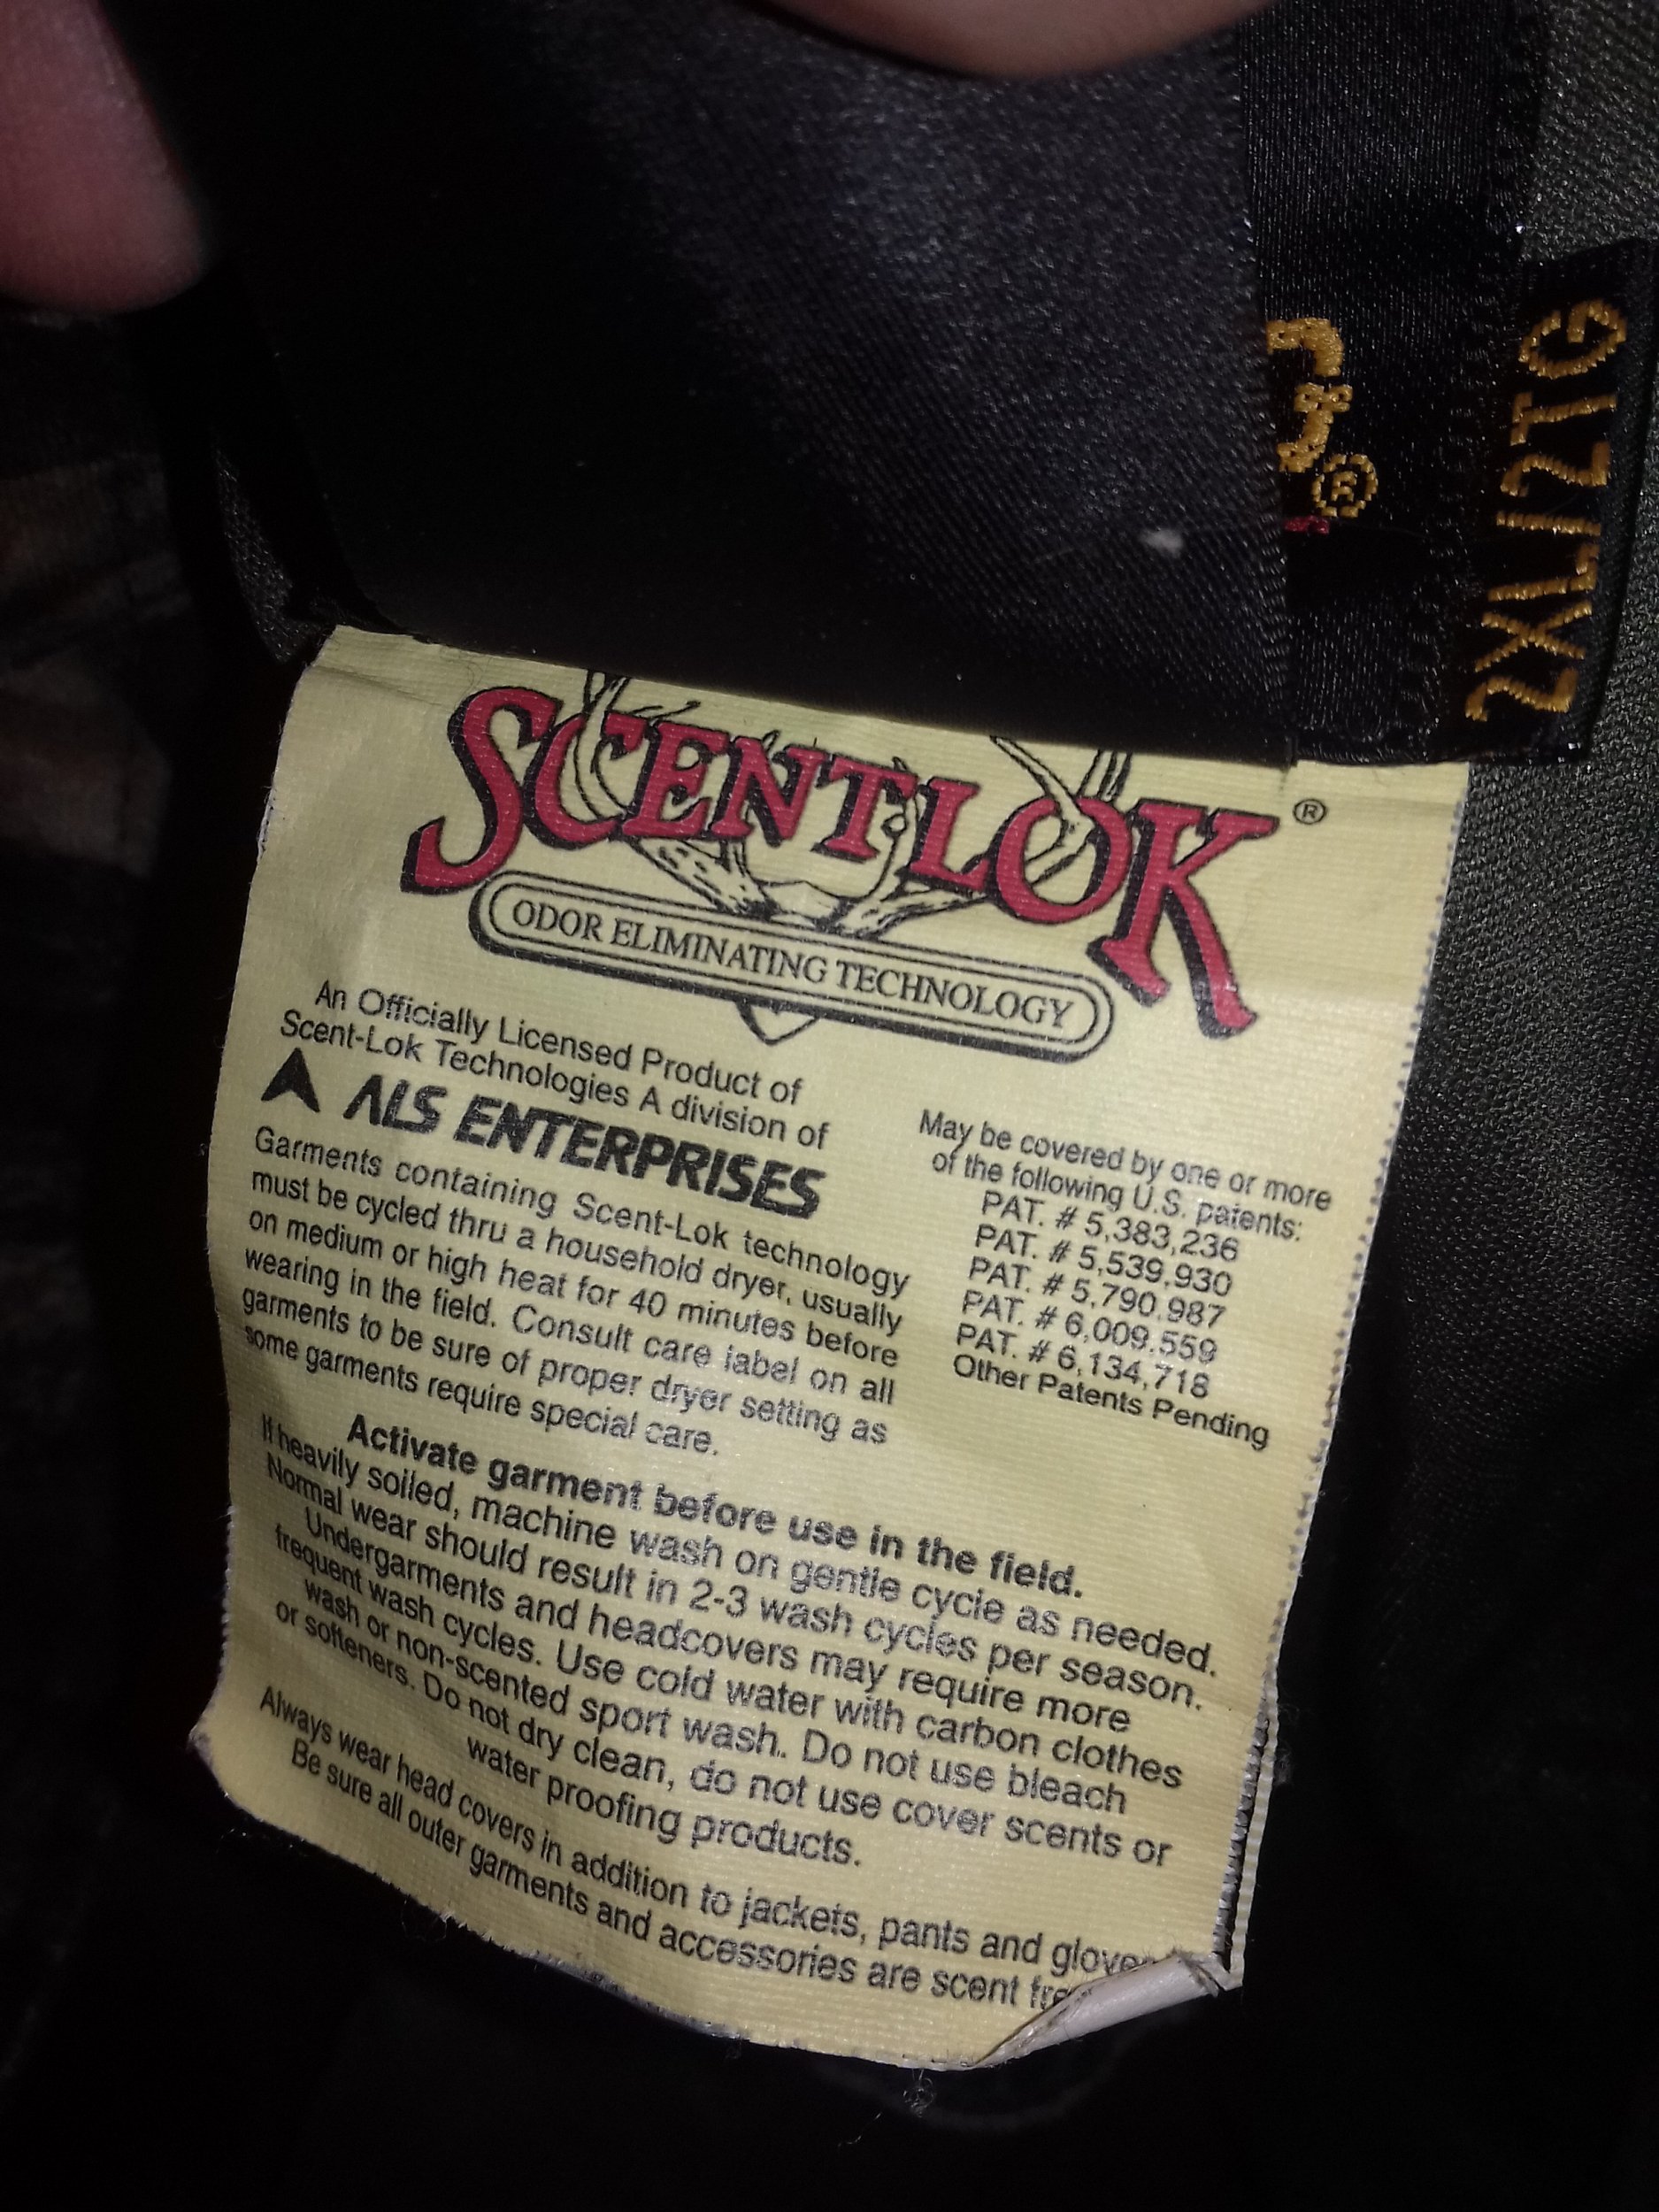 G®
2XL/2TG
SCENTLOK®
ODOR ELIMINATING TECHNOLOGY
An Officially Licensed Product of
Scent-Lok Technologies A division of
ALS ENTERPRISES
Garments containing Scent-Lok technology
must be cycled thru a household dryer, usually
on medium or high heat for 40 minutes before
wearing in the field. Consult care label on all
garments to be sure of proper dryer setting as
some garments require special care.
May be covered by one or more
of the following U.S. patents:
PAT. # 5,383,236
PAT. # 5,539,930
PAT. # 5,790.987
PAT. # 6,009.559
PAT. # 6,134,718
Other Patents Pending
Activate garment before use in the field.
If heavily soiled, machine wash on gentle cycle as needed.
Normal wear should result in 2-3 wash cycles per season.
Undergarments and headcovers may require more
frequent wash cycles. Use cold water with carbon clothes
wash or non-scented sport wash. Do not use bleach
or softeners. Do not dry clean, do not use cover scents or
water proofing products.
Always wear head covers in addition to jackets, pants and glove
Be sure all outer garments and accessories are scent fre